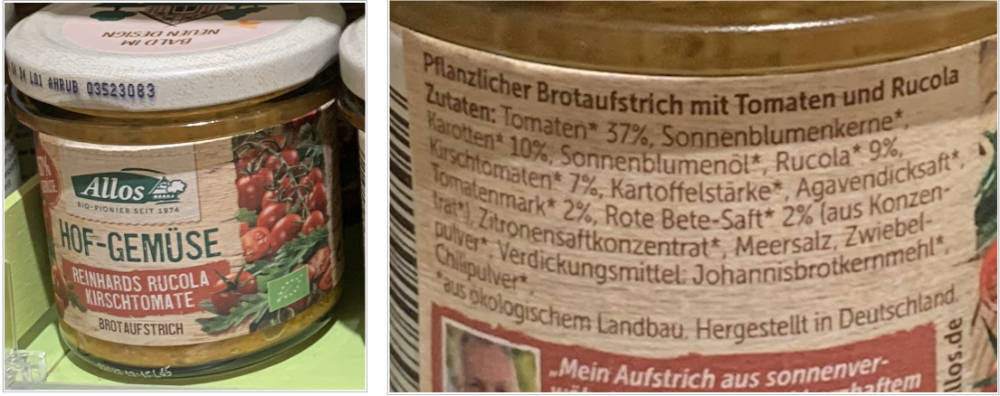 BALD IM
NEUEN DESIGN
L01 AHRUB 03523083
Allos
BIO-PIONIER SEIT 1974
HOF-GEMÜSE
REINHARDS RUCOLA
KIRSCHTOMATE
BROTAUFSTRICH
Pflanzlicher Brotaufstrich mit Tomaten und Rucola
Zutaten: Tomaten* 37%, Sonnenblumenkerne*,
Karotten* 10%, Sonnenblumenöl*, Rucola* 9%,
Kirschtomaten* 7%, Kartoffelstärke*, Agavendicksaft*,
Tomatenmark* 2%, Rote Bete-Saft* 2% (aus Konzen-
trat*) Zitronensaftkonzentrat*, Meersalz, Zwiebel-
pulver*, Verdickungsmittel: Johannisbrotkernmehl*,
Chilipulver*
*aus ökologischem Landbau. Hergestellt in Deutschland.
„Mein Aufstrich aus sonnenver-
llos.de